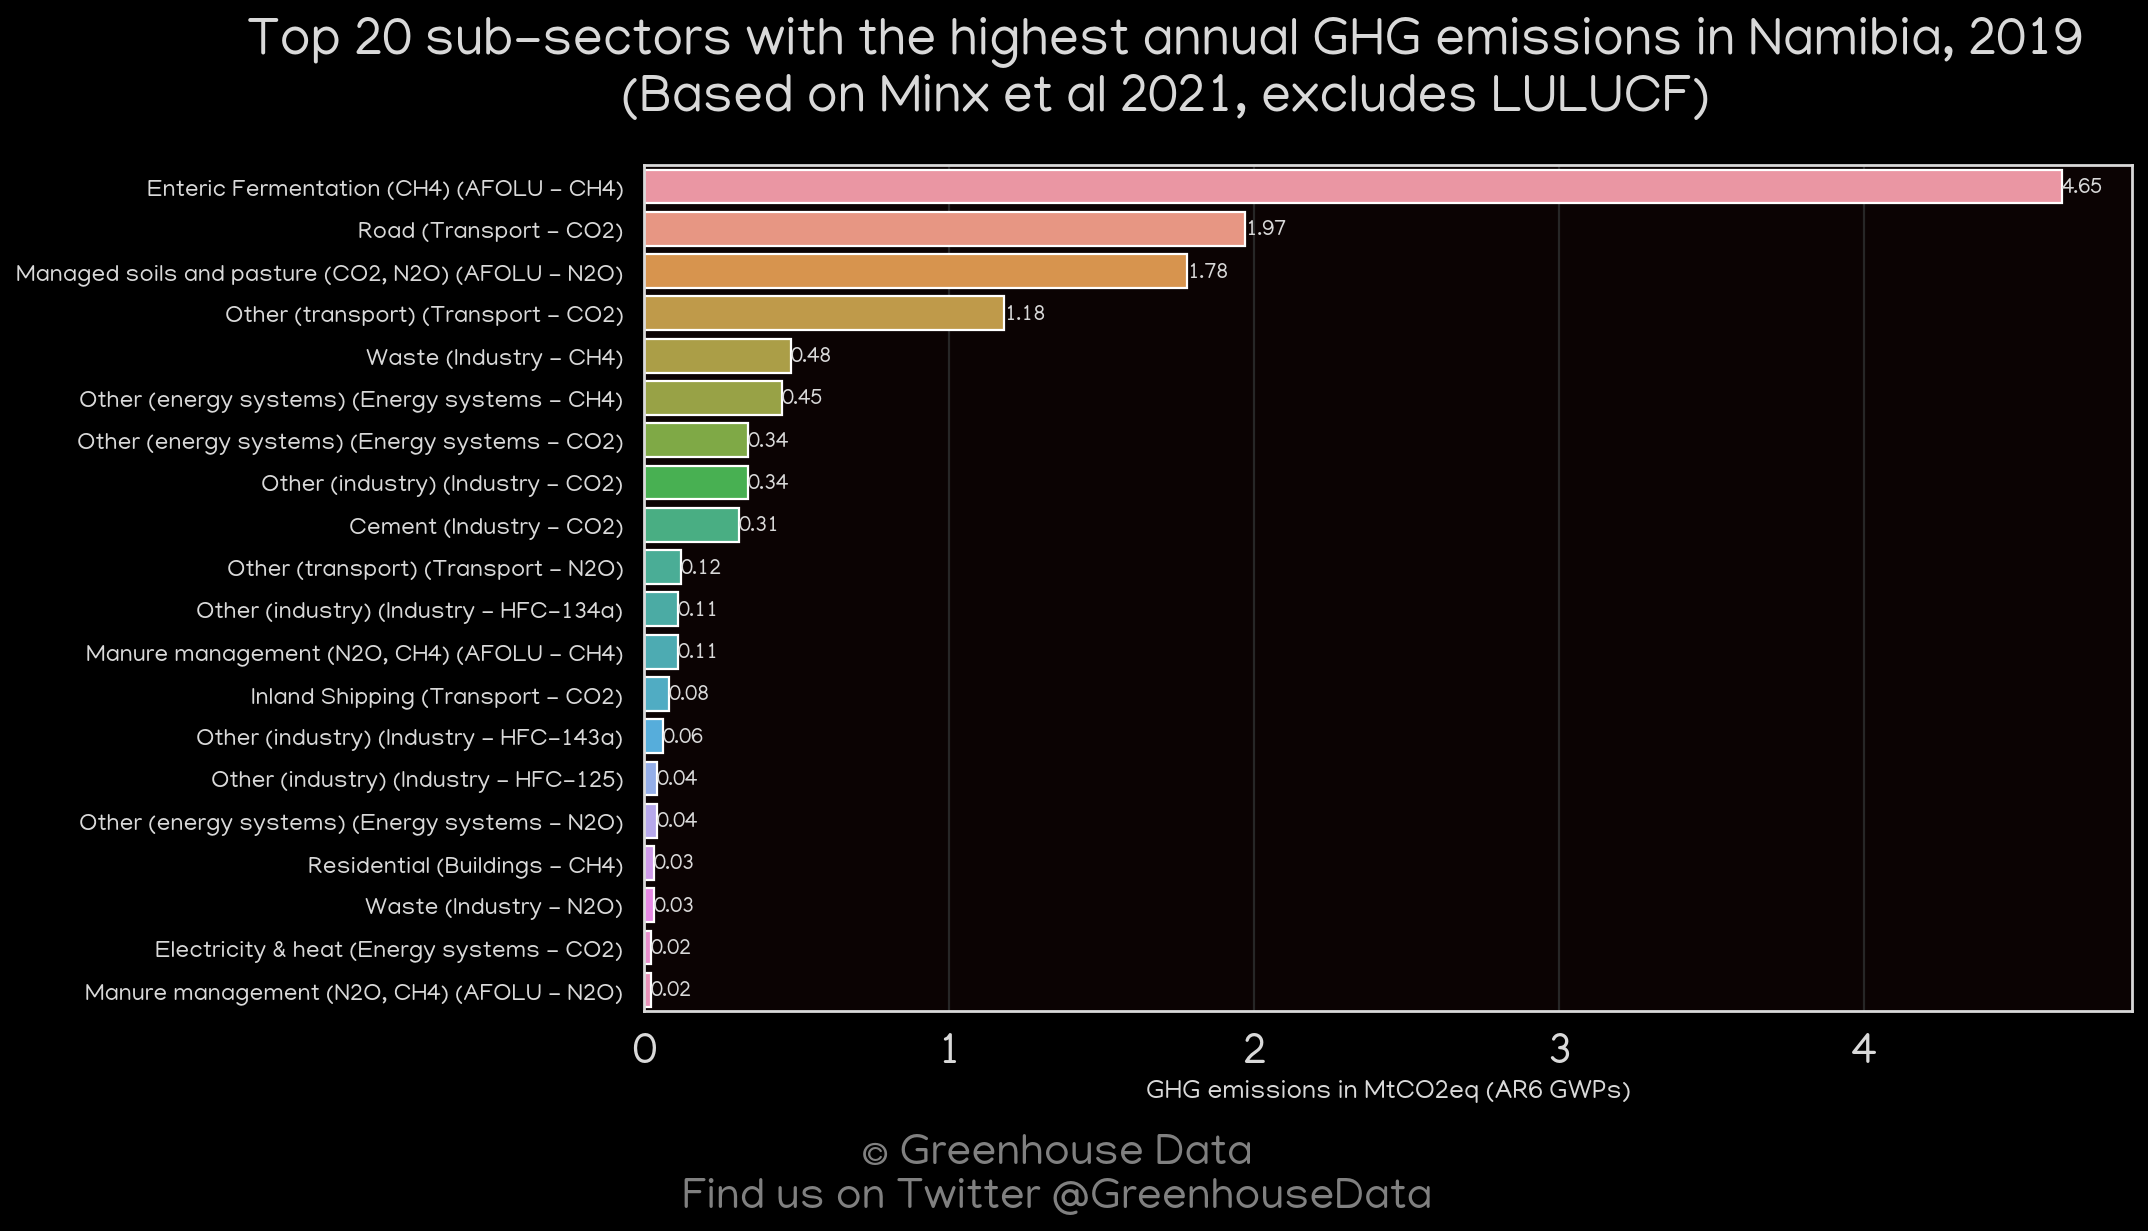 Top 20 sub-sectors with the highest annual GHG emissions in Namibia, 2019
(Based on Minx et al 2021, excludes LULUCF)
Enteric Fermentation (CH4) (AFOLU - CH4) 4.65
Road (Transport - CO2) 1.97
Managed soils and pasture (CO2, N2O) (AFOLU - N2O) 1.78
Other (transport) (Transport - CO2) 1.18
Waste (Industry - CH4) 0.48
Other (energy systems) (Energy systems - CH4) 0.45
Other (energy systems) (Energy systems - CO2) 0.34
Other (industry) (Industry - CO2) 0.34
Cement (Industry - CO2) 0.31
Other (transport) (Transport - N2O) 0.12
Other (industry) (Industry - HFC-134a) 0.11
Manure management (N2O, CH4) (AFOLU - CH4) 0.11
Inland Shipping (Transport - CO2) 0.08
Other (industry) (Industry - HFC-143a) 0.06
Other (industry) (Industry - HFC-125) 0.04
Other (energy systems) (Energy systems - N2O) 0.04
Residential (Buildings - CH4) 0.03
Waste (Industry - N2O) 0.03
Electricity & heat (Energy systems - CO2) 0.02
Manure management (N2O, CH4) (AFOLU - N2O) 0.02
0 1 2 3 4
GHG emissions in MtCO2eq (AR6 GWPs)
© Greenhouse Data
Find us on Twitter @GreenhouseData